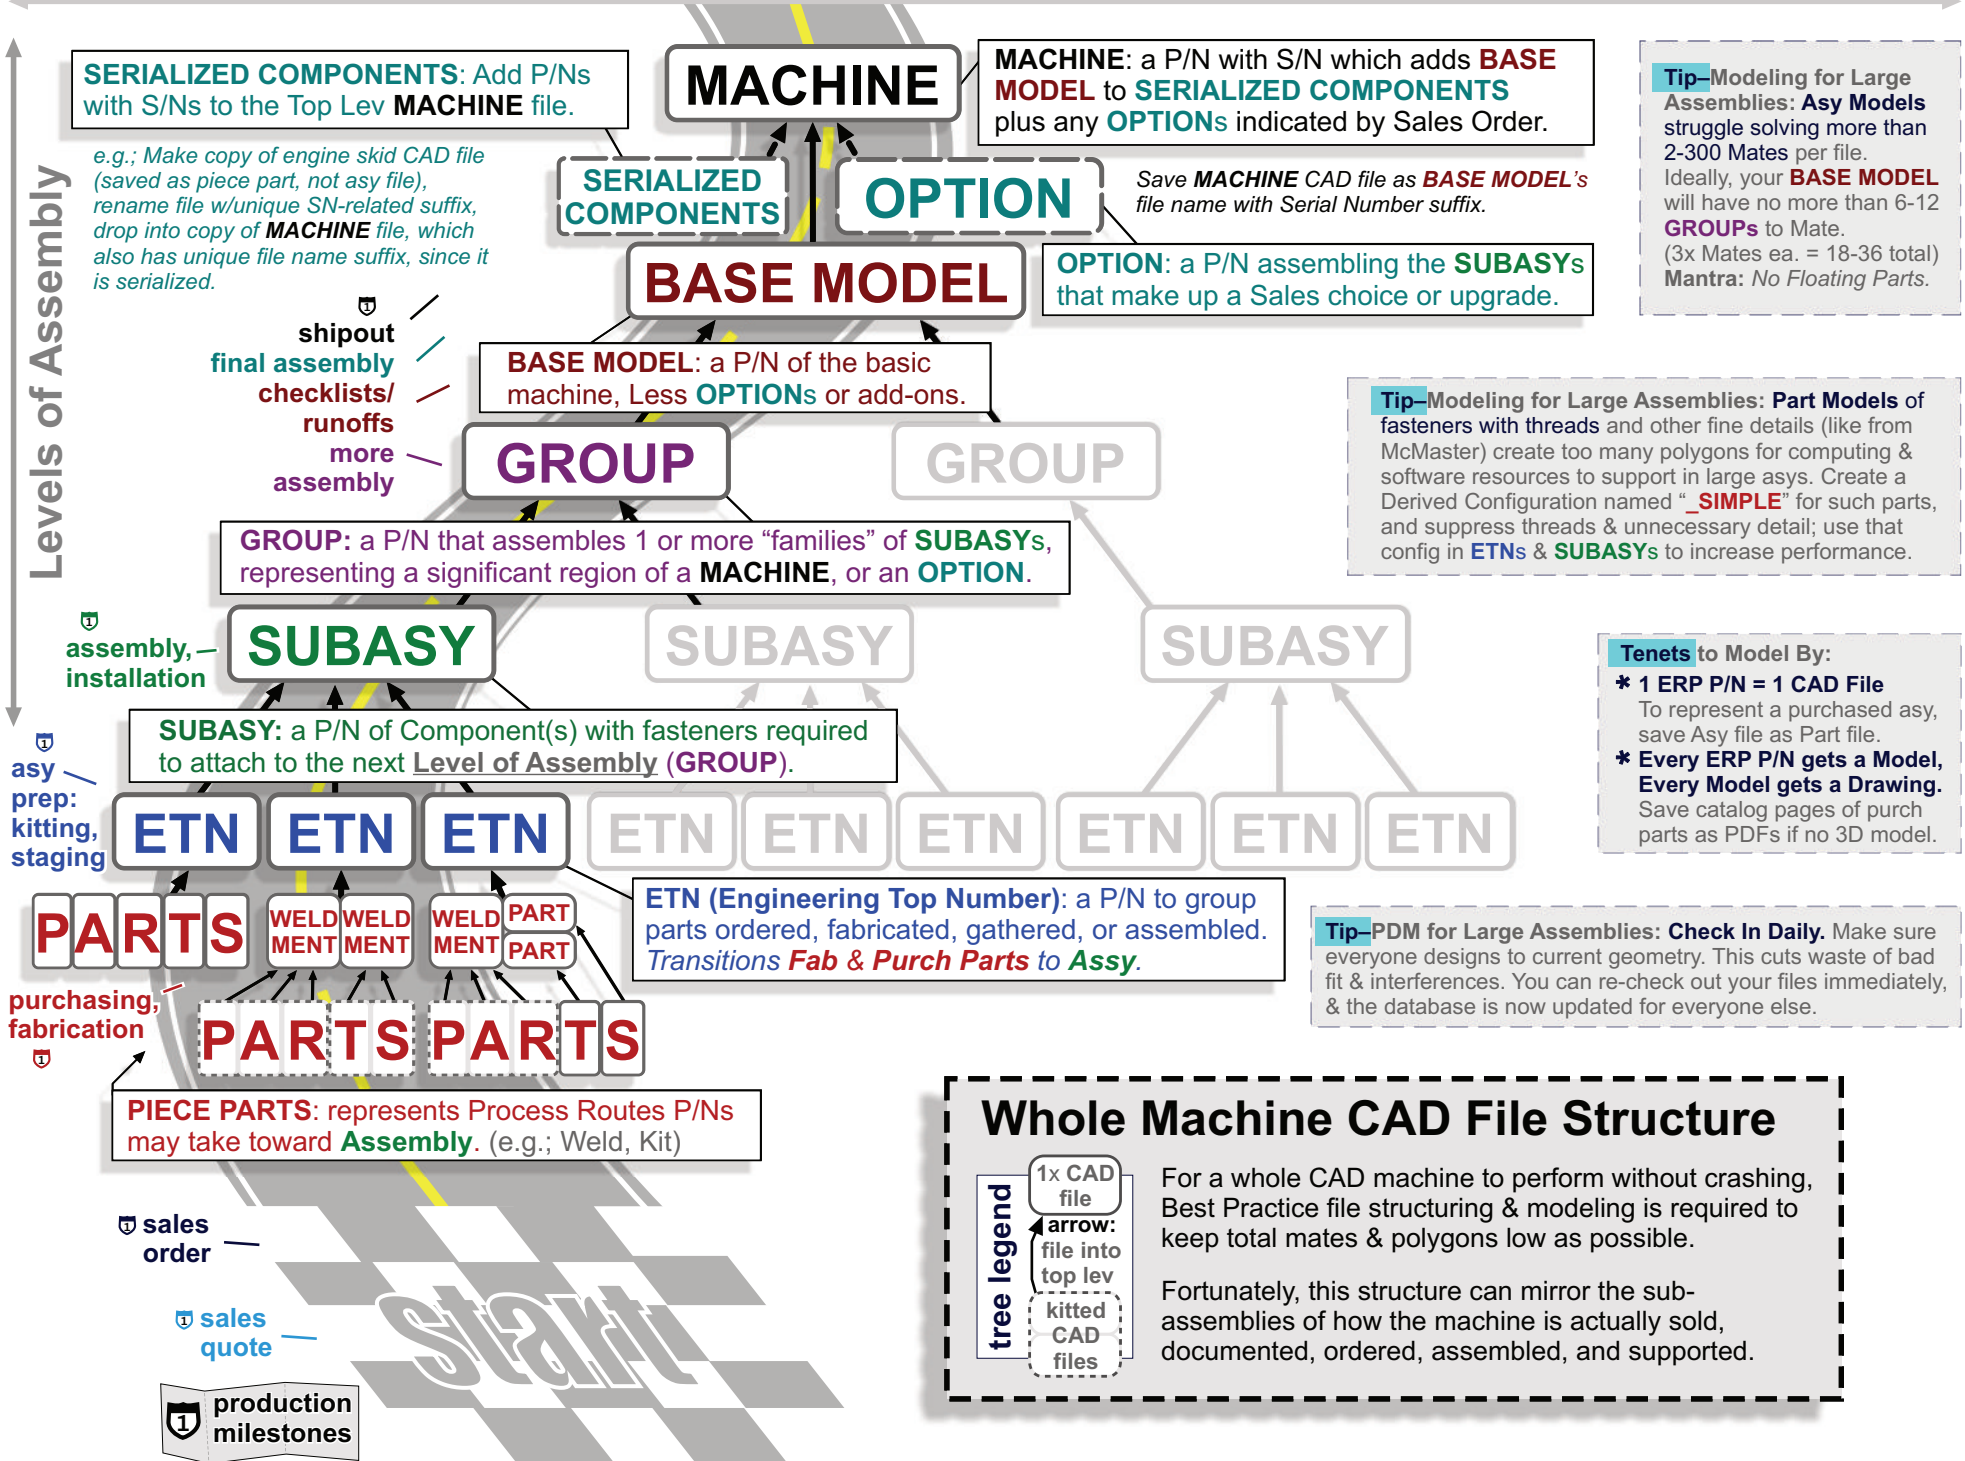 Levels of Assembly
SERIALIZED COMPONENTS: Add P/Ns
with S/Ns to the Top Lev MACHINE file.
e.g.; Make copy of engine skid CAD file
(saved as piece part, not asy file),
rename file w/unique SN-related suffix,
drop into copy of MACHINE file, which
also has unique file name suffix, since it
is serialized.
MACHINE
MACHINE: a P/N with S/N which adds BASE
MODEL to SERIALIZED COMPONENTS
plus any OPTIONs indicated by Sales Order.
SERIALIZED
COMPONENTS
OPTION
Save MACHINE CAD file as BASE MODEL's
file name with Serial Number suffix.
OPTION: a P/N assembling the SUBASYs
that make up a Sales choice or upgrade.
BASE MODEL
Tip–Modeling for Large
Assemblies: Asy Models
struggle solving more than
2-300 Mates per file.
Ideally, your BASE MODEL
will have no more than 6-12
GROUPs to Mate.
(3x Mates ea. = 18-36 total)
Mantra: No Floating Parts.
1
shipout
final assembly
checklists/
runoffs
more
assembly
BASE MODEL: a P/N of the basic
machine, Less OPTIONs or add-ons.
GROUP
GROUP
Tip–Modeling for Large Assemblies: Part Models of
fasteners with threads and other fine details (like from
McMaster) create too many polygons for computing &
software resources to support in large asys. Create a
Derived Configuration named “_SIMPLE” for such parts,
and suppress threads & unnecessary detail; use that
config in ETNs & SUBASYs to increase performance.
GROUP: a P/N that assembles 1 or more “families” of SUBASYs,
representing a significant region of a MACHINE, or an OPTION.
1
assembly,
installation
SUBASY
SUBASY
SUBASY
Tenets to Model By:
* 1 ERP P/N = 1 CAD File
To represent a purchased asy,
save Asy file as Part file.
* Every ERP P/N gets a Model,
Every Model gets a Drawing.
Save catalog pages of purch
parts as PDFs if no 3D model.
SUBASY: a P/N of Component(s) with fasteners required
to attach to the next Level of Assembly (GROUP).
1
asy
prep:
kitting,
staging
ETN
ETN
ETN
ETN
ETN
ETN
ETN
ETN
ETN
PARTS
WELD
MENT
WELD
MENT
WELD
MENT
PART
PART
ETN (Engineering Top Number): a P/N to group
parts ordered, fabricated, gathered, or assembled.
Transitions Fab & Purch Parts to Assy.
Tip–PDM for Large Assemblies: Check In Daily. Make sure
everyone designs to current geometry. This cuts waste of bad
fit & interferences. You can re-check out your files immediately,
& the database is now updated for everyone else.
purchasing,
fabrication
1
PARTS
PARTS
PIECE PARTS: represents Process Routes P/Ns
may take toward Assembly. (e.g.; Weld, Kit)
1 sales
order
1 sales
quote
start
1 production
milestones
Whole Machine CAD File Structure
tree legend
1x CAD
file
arrow:
file into
top lev
kitted
CAD
files
For a whole CAD machine to perform without crashing,
Best Practice file structuring & modeling is required to
keep total mates & polygons low as possible.
Fortunately, this structure can mirror the sub-
assemblies of how the machine is actually sold,
documented, ordered, assembled, and supported.